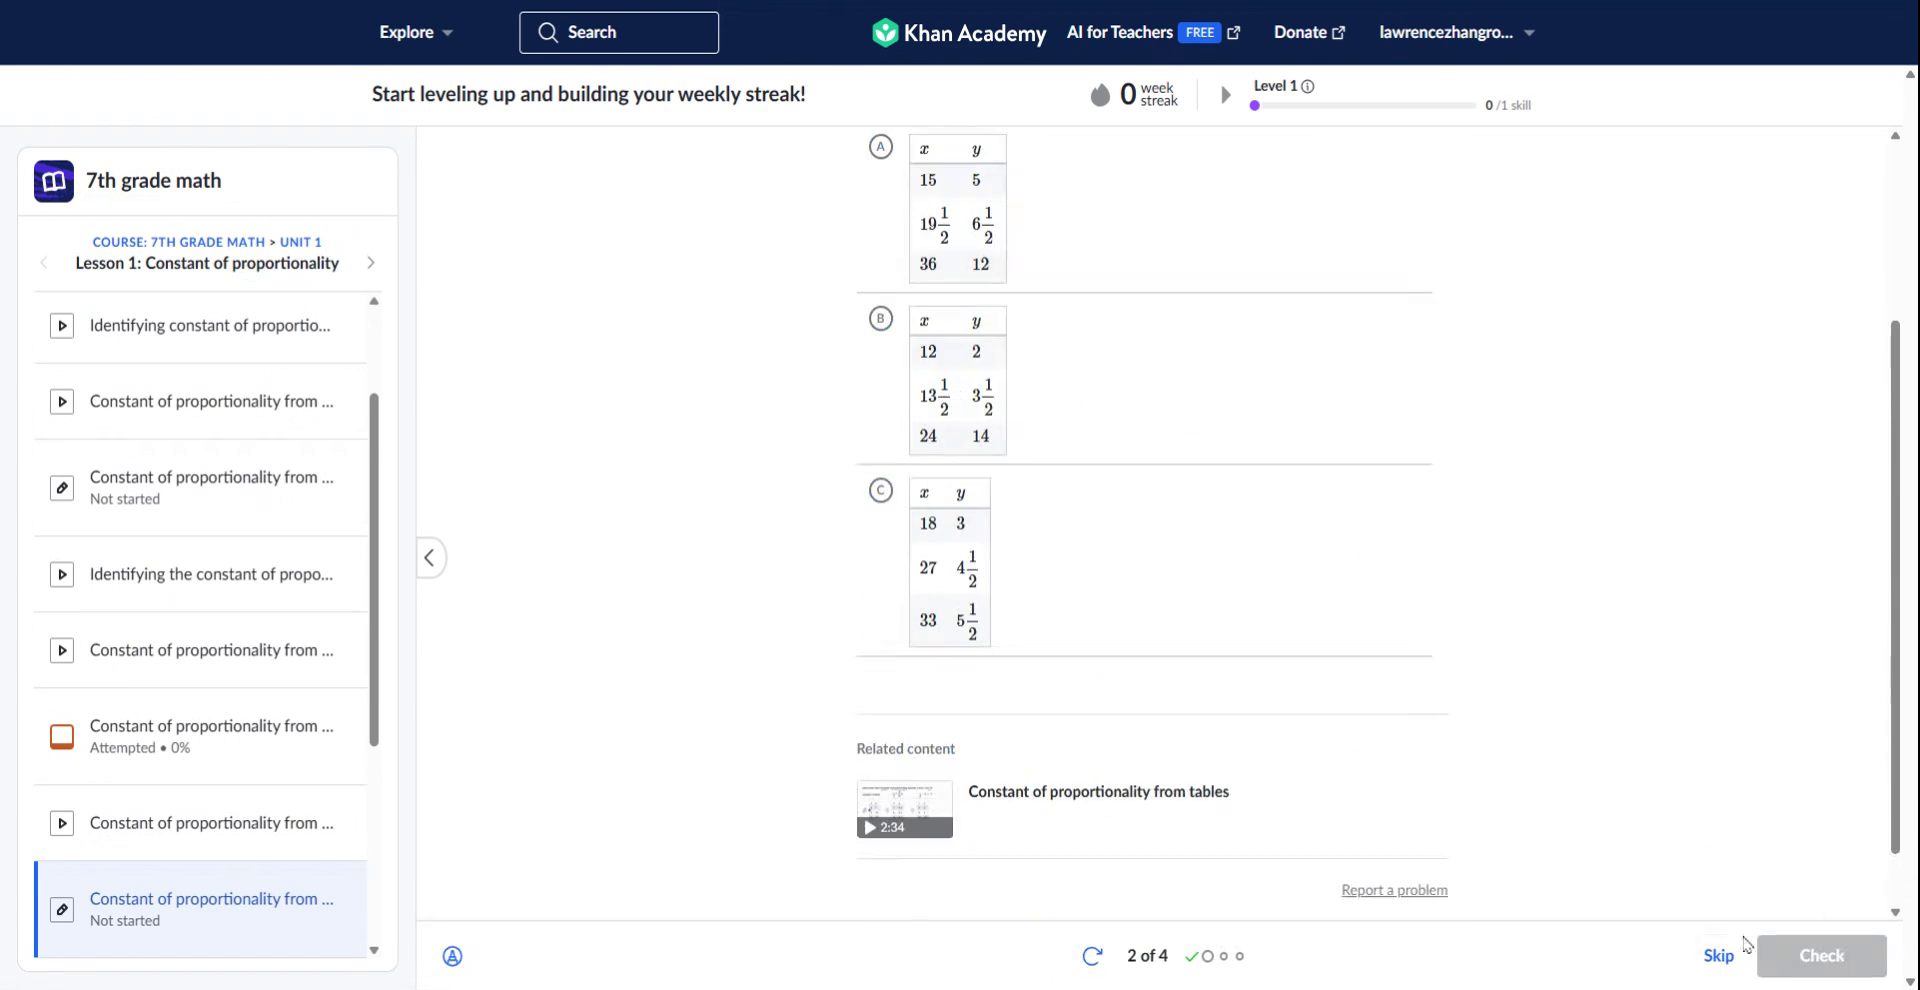 Explore
Search
Khan Academy
AI for Teachers FREE
Donate
lawrencezhangro...
Start leveling up and building your weekly streak!
0 week streak
Level 1
0 /1 skill
7th grade math
COURSE: 7TH GRADE MATH > UNIT 1
Lesson 1: Constant of proportionality
Identifying constant of proportio...
Constant of proportionality from ...
Constant of proportionality from ...
Not started
Identifying the constant of propo...
Constant of proportionality from ...
Constant of proportionality from ...
Attempted • 0%
Constant of proportionality from ...
Constant of proportionality from ...
Not started
A
x y
15 5
19 1/2 6 1/2
36 12
B
x y
12 2
13 1/2 3 1/2
24 14
C
x y
18 3
27 4 1/2
33 5 1/2
Related content
2:34
Constant of proportionality from tables
Report a problem
2 of 4
Skip
Check